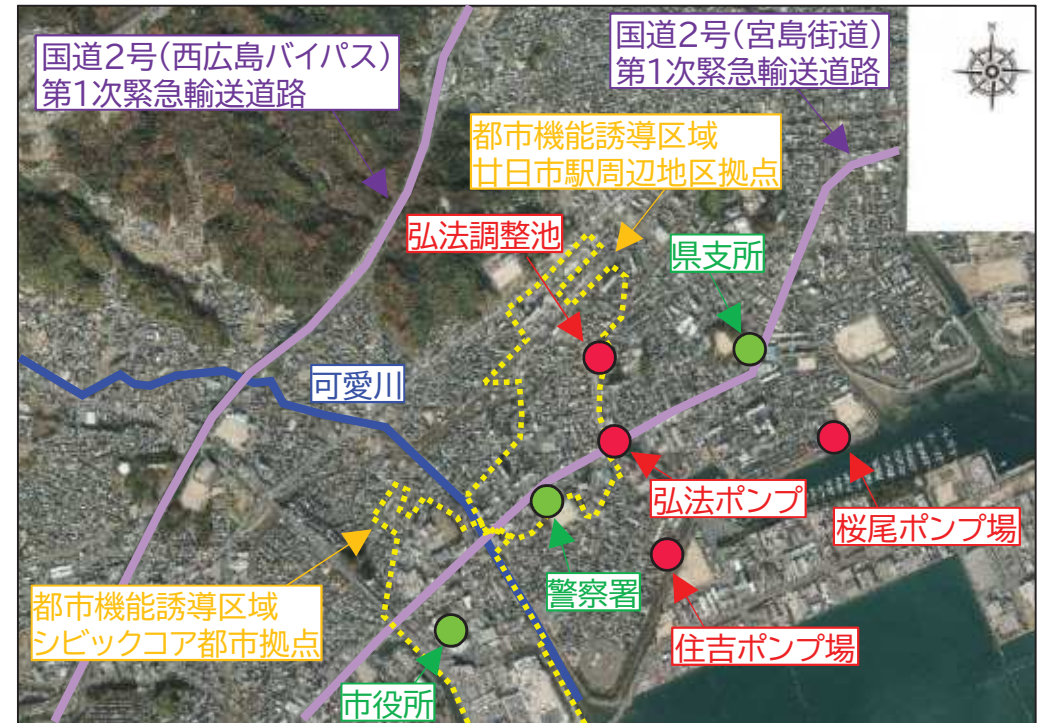 国道2号(西広島バイパス)
第1次緊急輸送道路
国道2号(宮島街道)
第1次緊急輸送道路
N
都市機能誘導区域
廿日市駅周辺地区拠点
弘法調整池
県支所
可愛川
弘法ポンプ
桜尾ポンプ場
警察署
都市機能誘導区域
シビックコア都市拠点
住吉ポンプ場
市役所